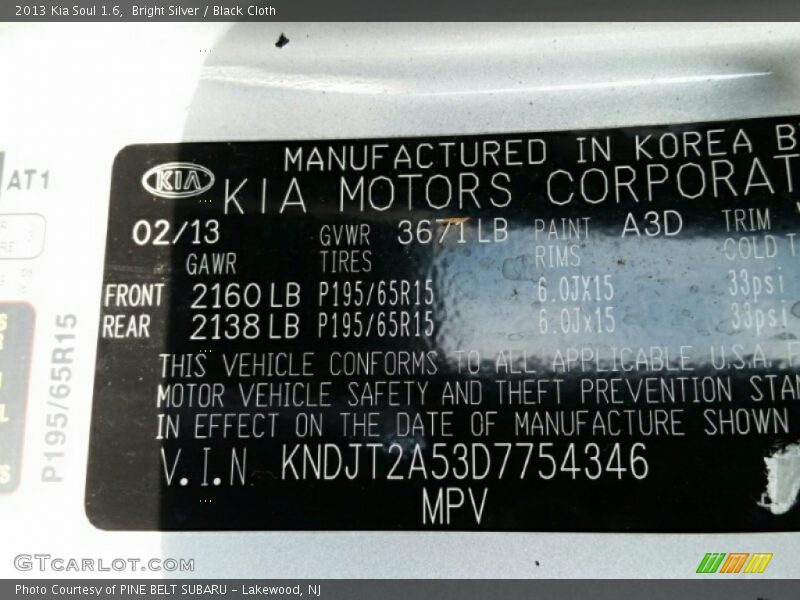 2013 Kia Soul 1.6,  Bright Silver / Black Cloth
AT1
P195/65R15
MANUFACTURED IN KOREA B
KIA
KIA MOTORS CORPORAT
02/13 GVWR 3671 LB PAINT A3D TRIM
GAWR TIRES RIMS COLD T
FRONT 2160 LB P195/65R15 6.0JX15 33psi
REAR 2138 LB P195/65R15 6.0Jx15 33psi
THIS VEHICLE CONFORMS TO ALL APPLICABLE U.S.A. F
MOTOR VEHICLE SAFETY AND THEFT PREVENTION STAN
IN EFFECT ON THE DATE OF MANUFACTURE SHOWN
V.I.N KNDJT2A53D7754346
MPV
GTCARLOT.COM
Photo Courtesy of PINE BELT SUBARU – Lakewood, NJ